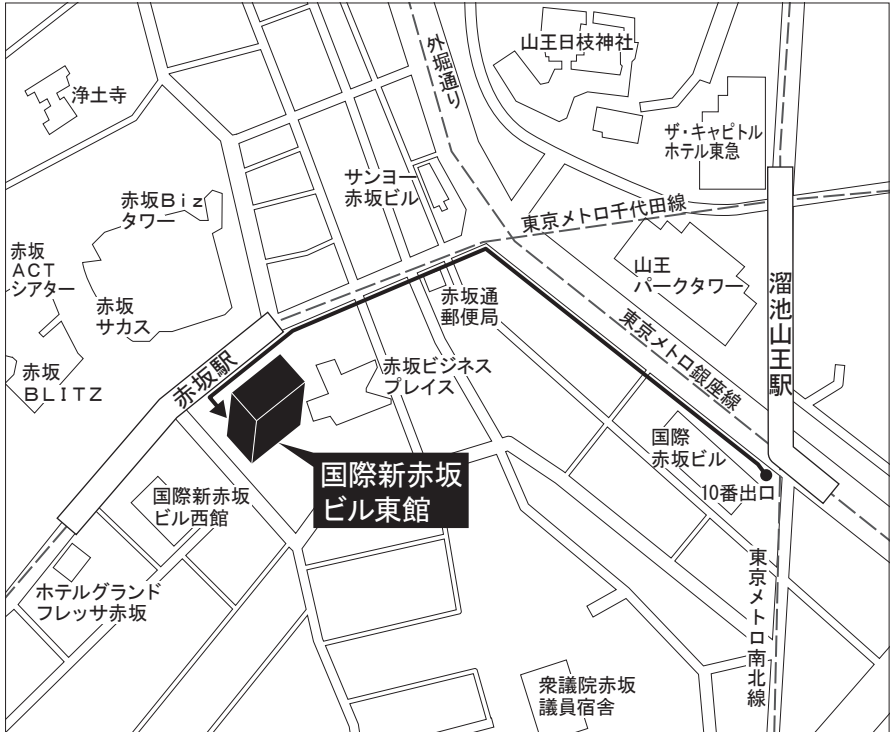 浄土寺
外堀通り
山王日枝神社
ザ・キャピトル
ホテル東急
サンヨー
赤坂ビル
赤坂Biz
タワー
東京メトロ千代田線
赤坂
ACT
シアター
赤坂
サカス
山王
パークタワー
溜池山王駅
赤坂通
郵便局
東京メトロ銀座線
赤坂
BLITZ
赤坂駅
赤坂ビジネス
プレイス
国際
赤坂ビル
10番出口
国際新赤坂
ビル東館
国際新赤坂
ビル西館
ホテルグランド
フレッサ赤坂
東京メトロ南北線
衆議院赤坂
議員宿舎